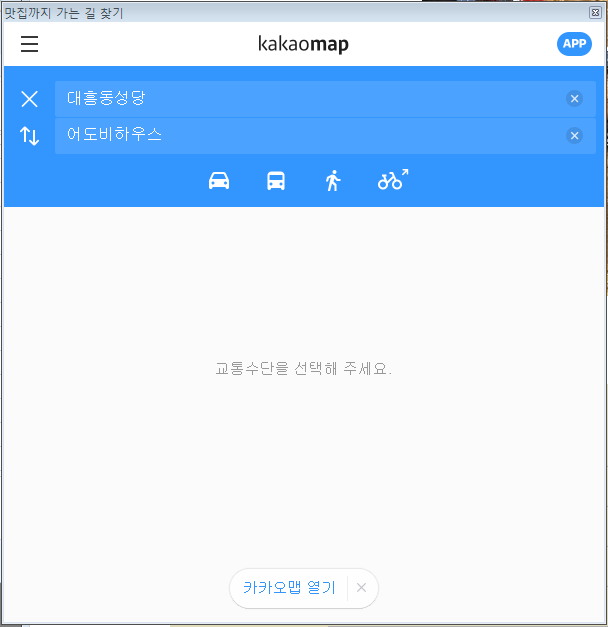 맛집까지 가는 길 찾기
kakaomap
APP
대흥동성당
어도비하우스
교통수단을 선택해 주세요.
카카오맵 열기